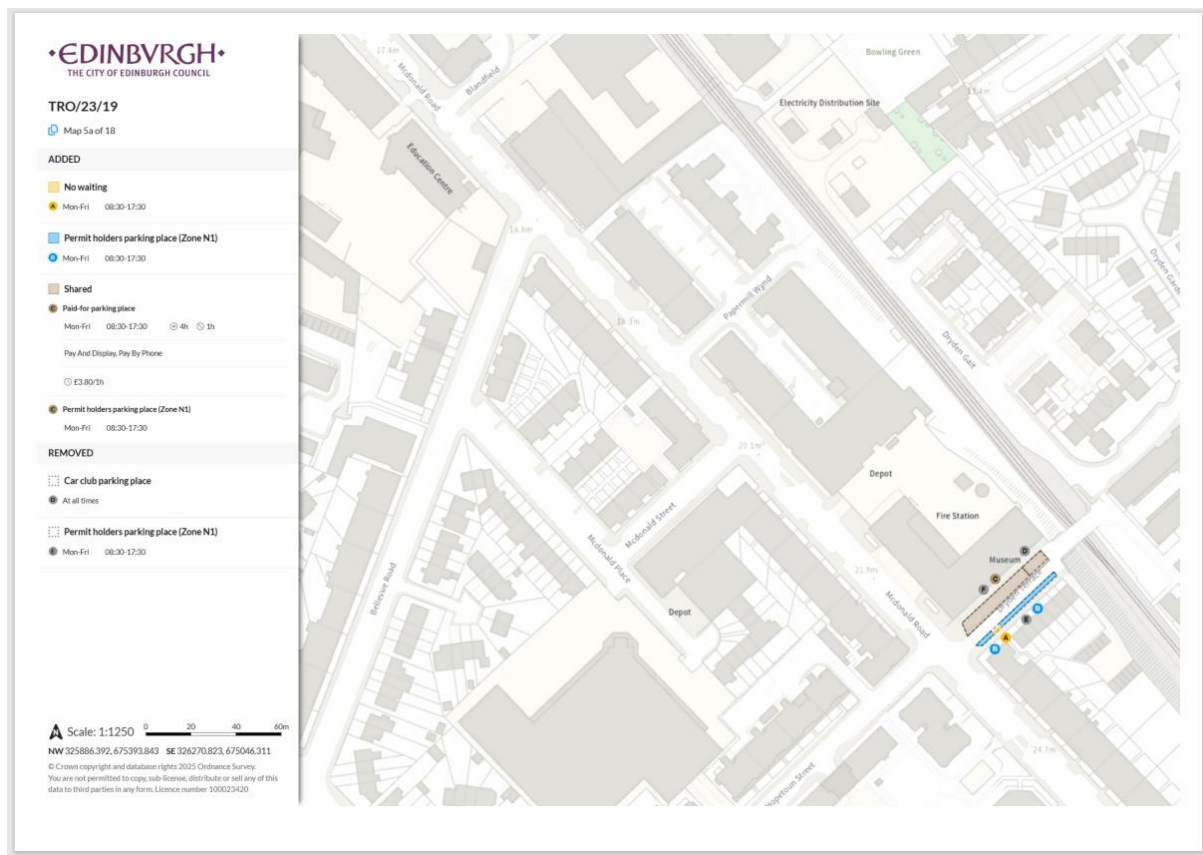 EDINBVRGH
THE CITY OF EDINBURGH COUNCIL
TRO/23/19
Map 5a of 18
ADDED
No waiting
A Mon-Fri 08:30-17:30
Permit holders parking place (Zone N1)
B Mon-Fri 08:30-17:30
Shared
C Paid-for parking place
Mon-Fri 08:30-17:30 4h 1h
Pay And Display, Pay By Phone
£3.80/1h
C Permit holders parking place (Zone N1)
Mon-Fri 08:30-17:30
REMOVED
Car club parking place
D At all times
Permit holders parking place (Zone N1)
E Mon-Fri 08:30-17:30
Scale: 1:1250 0 20 40 60m
NW 325886.392, 675393.843 SE 326270.823, 675046.311
© Crown copyright and database rights 2025 Ordnance Survey.
You are not permitted to copy, sub-license, distribute or sell any of this
data to third parties in any form. Licence number 100023420
17.4m
Mcdonald Road
Blandfield
Bowling Green
Electricity Distribution Site
Education Centre
Dryden Gait
Papermill Wynd
20.1m
Depot
Fire Station
Mcdonald Street
Mcdonald Place
Bellevue Road
Museum
D
C
F
Dryden Terrace
B
E
A
B
21.9m
Mcdonald Road
Depot
24.1m
Hopetoun Street